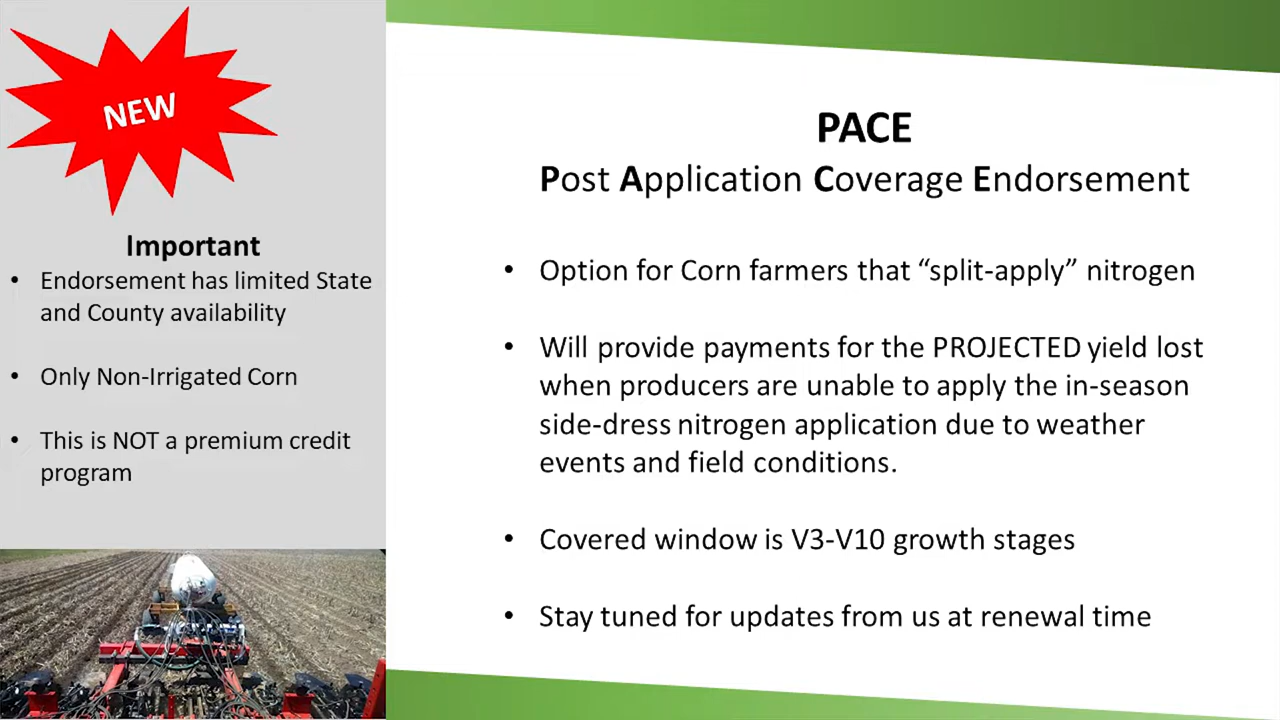 NEW
Important
• Endorsement has limited State
and County availability
• Only Non-Irrigated Corn
• This is NOT a premium credit
program
PACE
Post Application Coverage Endorsement
• Option for Corn farmers that “split-apply” nitrogen
• Will provide payments for the PROJECTED yield lost
when producers are unable to apply the in-season
side-dress nitrogen application due to weather
events and field conditions.
• Covered window is V3-V10 growth stages
• Stay tuned for updates from us at renewal time